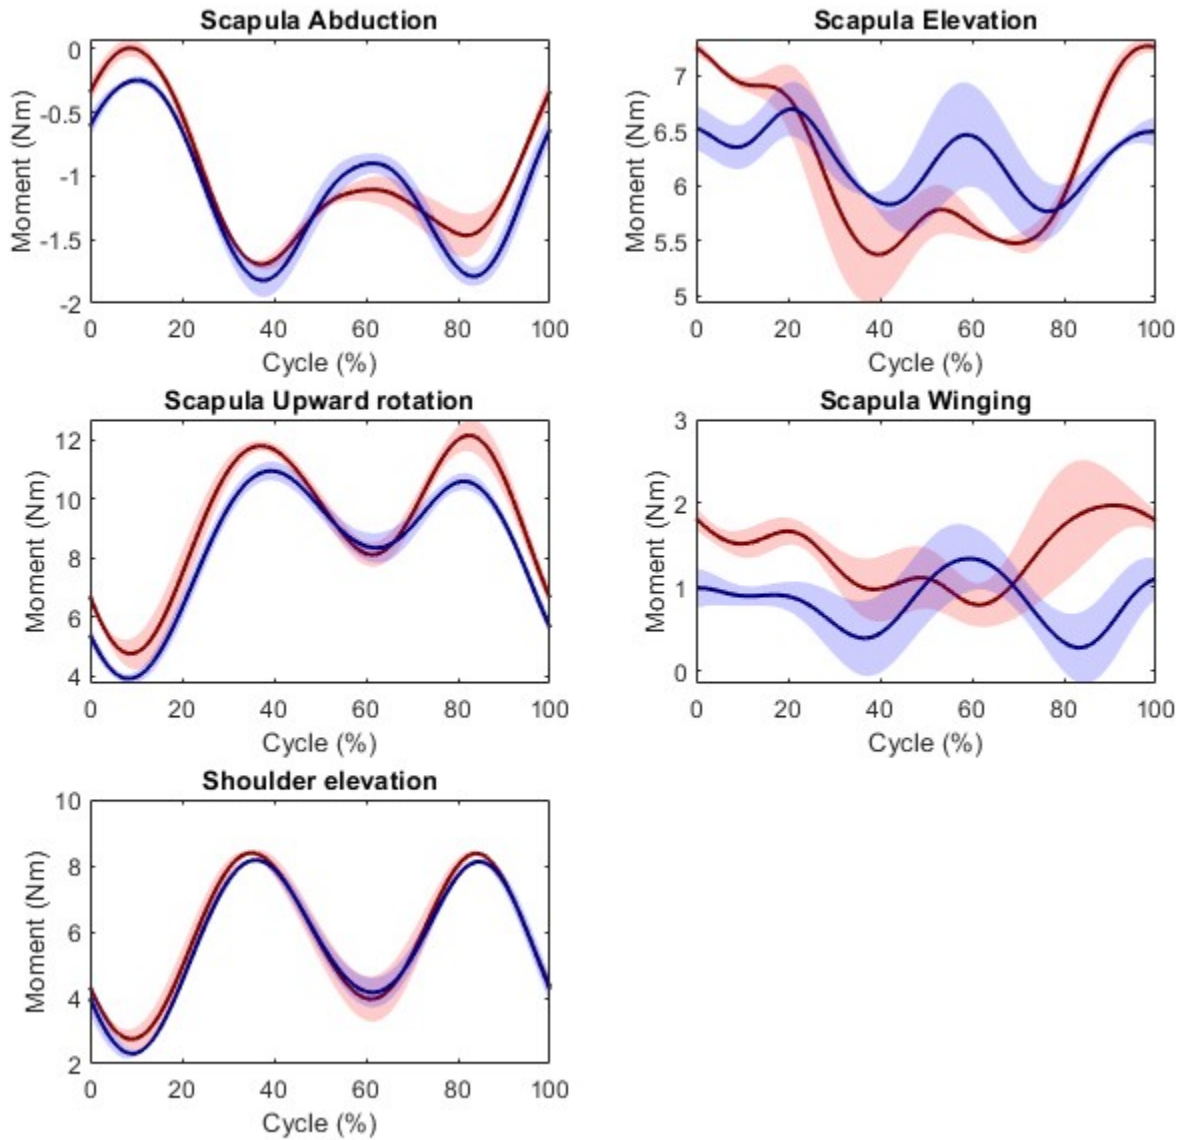 Scapula Abduction
0
-0.5
-1
-1.5
-2
Moment (Nm)
0 20 40 60 80 100
Cycle (%)
Scapula Elevation
7
6.5
6
5.5
5
Moment (Nm)
0 20 40 60 80 100
Cycle (%)
Scapula Upward rotation
12
10
8
6
4
Moment (Nm)
0 20 40 60 80 100
Cycle (%)
Scapula Winging
3
2
1
0
Moment (Nm)
0 20 40 60 80 100
Cycle (%)
Shoulder elevation
10
8
6
4
2
Moment (Nm)
0 20 40 60 80 100
Cycle (%)